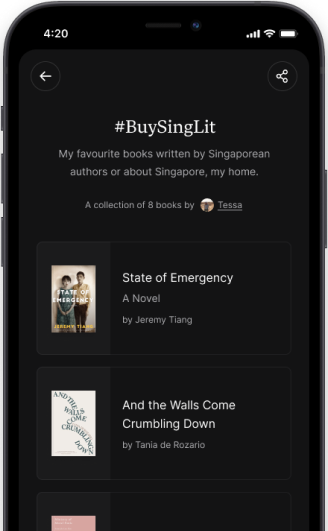 4:20
#BuySingLit
My favourite books written by Singaporean
authors or about Singapore, my home.
A collection of 8 books by Tessa
STATE OF
EMERGENCY
JEREMY TIANG
State of Emergency
A Novel
by Jeremy Tiang
AND THE
WALLS
COME
CRUMBLING
DOWN
And the Walls Come
Crumbling Down
by Tania de Rozario